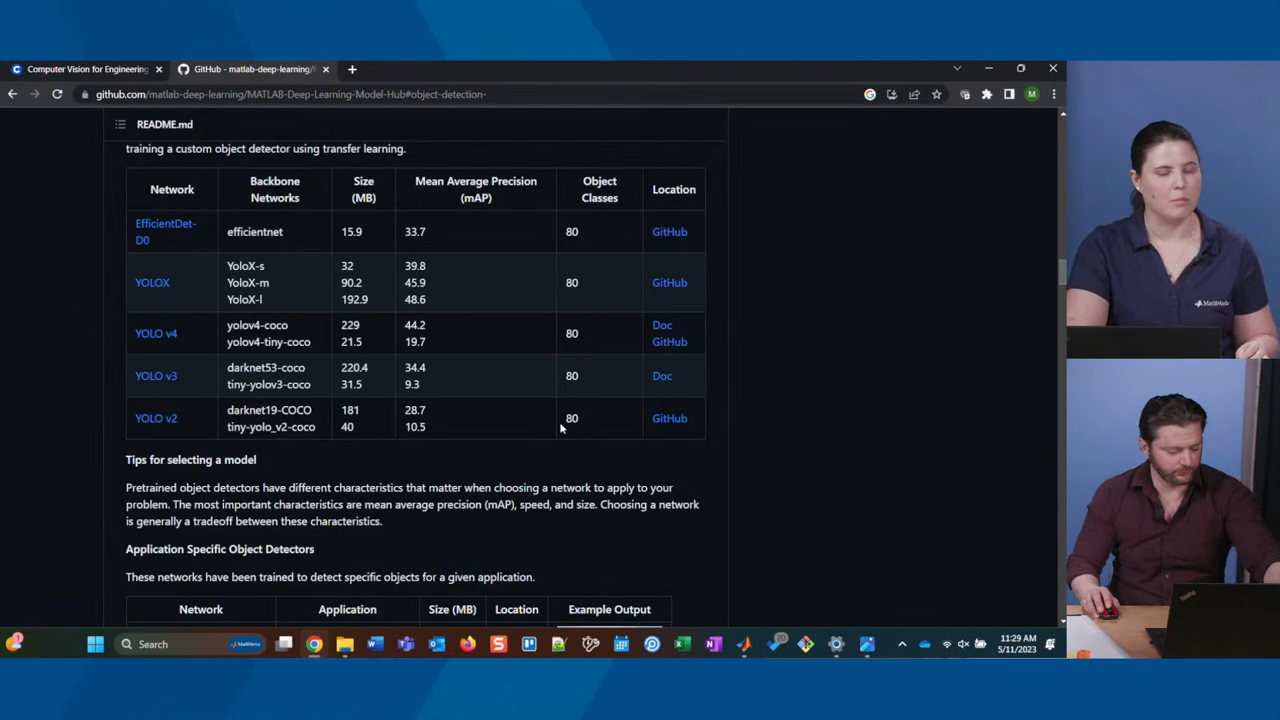 Computer Vision for Engineering
GitHub - matlab-deep-learning/
github.com/matlab-deep-learning/MATLAB-Deep-Learning-Model-Hub#object-detection-
M
README.md
training a custom object detector using transfer learning.
Network Backbone Networks Size (MB) Mean Average Precision (mAP) Object Classes Location
EfficientDet-D0 efficientnet 15.9 33.7 80 GitHub
YOLOX YoloX-s 32 39.8 80 GitHub
YoloX-m 90.2 45.9
YoloX-l 192.9 48.6
YOLO v4 yolov4-coco 229 44.2 80 Doc
yolov4-tiny-coco 21.5 19.7 GitHub
YOLO v3 darknet53-coco 220.4 34.4 80 Doc
tiny-yolov3-coco 31.5 9.3
YOLO v2 darknet19-COCO 181 28.7 80 GitHub
tiny-yolo_v2-coco 40 10.5
Tips for selecting a model
Pretrained object detectors have different characteristics that matter when choosing a network to apply to your
problem. The most important characteristics are mean average precision (mAP), speed, and size. Choosing a network
is generally a tradeoff between these characteristics.
Application Specific Object Detectors
These networks have been trained to detect specific objects for a given application.
Network Application Size (MB) Location Example Output
Search
20
11:29 AM
5/11/2023
MathWorks